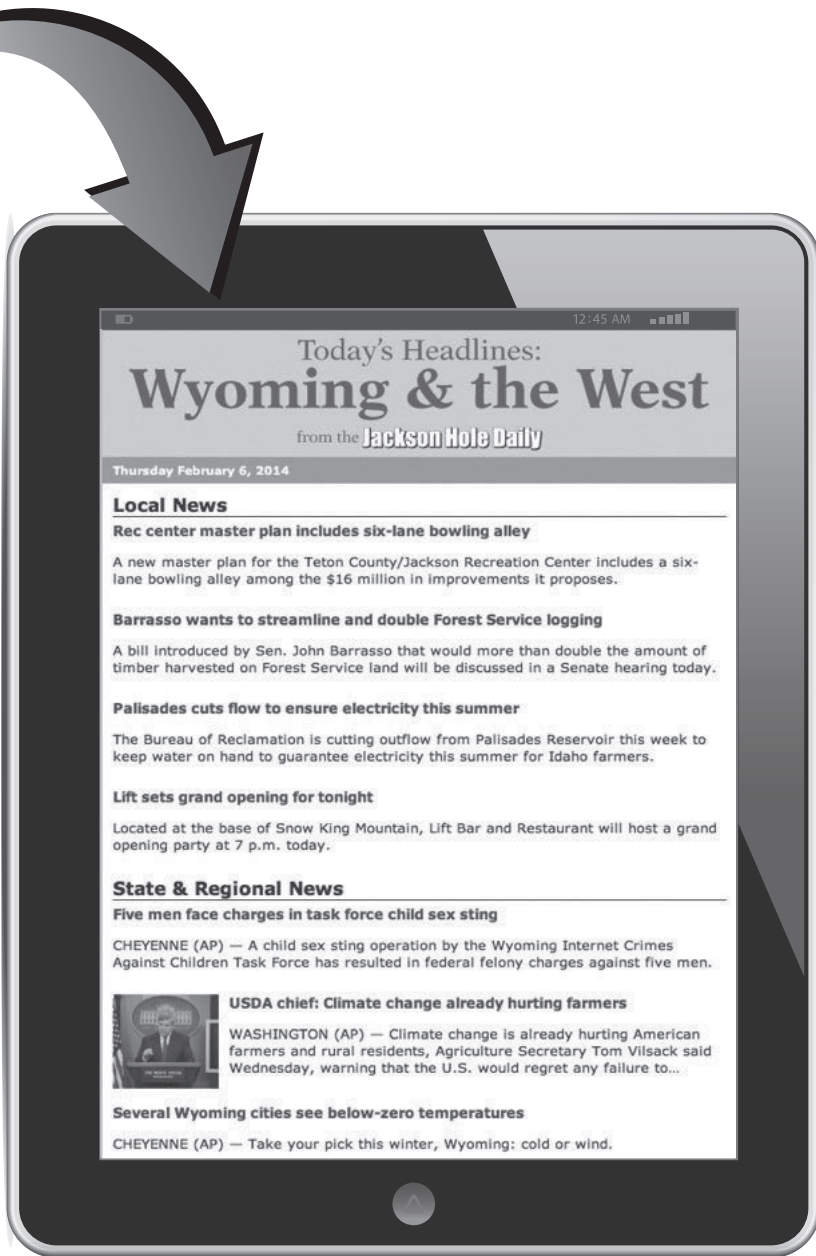 12:45 AM
Today's Headlines:
Wyoming & the West
from the Jackson Hole Daily
Thursday February 6, 2014
Local News
Rec center master plan includes six-lane bowling alley
A new master plan for the Teton County/Jackson Recreation Center includes a six-
lane bowling alley among the $16 million in improvements it proposes.
Barrasso wants to streamline and double Forest Service logging
A bill introduced by Sen. John Barrasso that would more than double the amount of
timber harvested on Forest Service land will be discussed in a Senate hearing today.
Palisades cuts flow to ensure electricity this summer
The Bureau of Reclamation is cutting outflow from Palisades Reservoir this week to
keep water on hand to guarantee electricity this summer for Idaho farmers.
Lift sets grand opening for tonight
Located at the base of Snow King Mountain, Lift Bar and Restaurant will host a grand
opening party at 7 p.m. today.
State & Regional News
Five men face charges in task force child sex sting
CHEYENNE (AP) — A child sex sting operation by the Wyoming Internet Crimes
Against Children Task Force has resulted in federal felony charges against five men.
USDA chief: Climate change already hurting farmers
WASHINGTON (AP) — Climate change is already hurting American
farmers and rural residents, Agriculture Secretary Tom Vilsack said
Wednesday, warning that the U.S. would regret any failure to...
Several Wyoming cities see below-zero temperatures
CHEYENNE (AP) — Take your pick this winter, Wyoming: cold or wind.